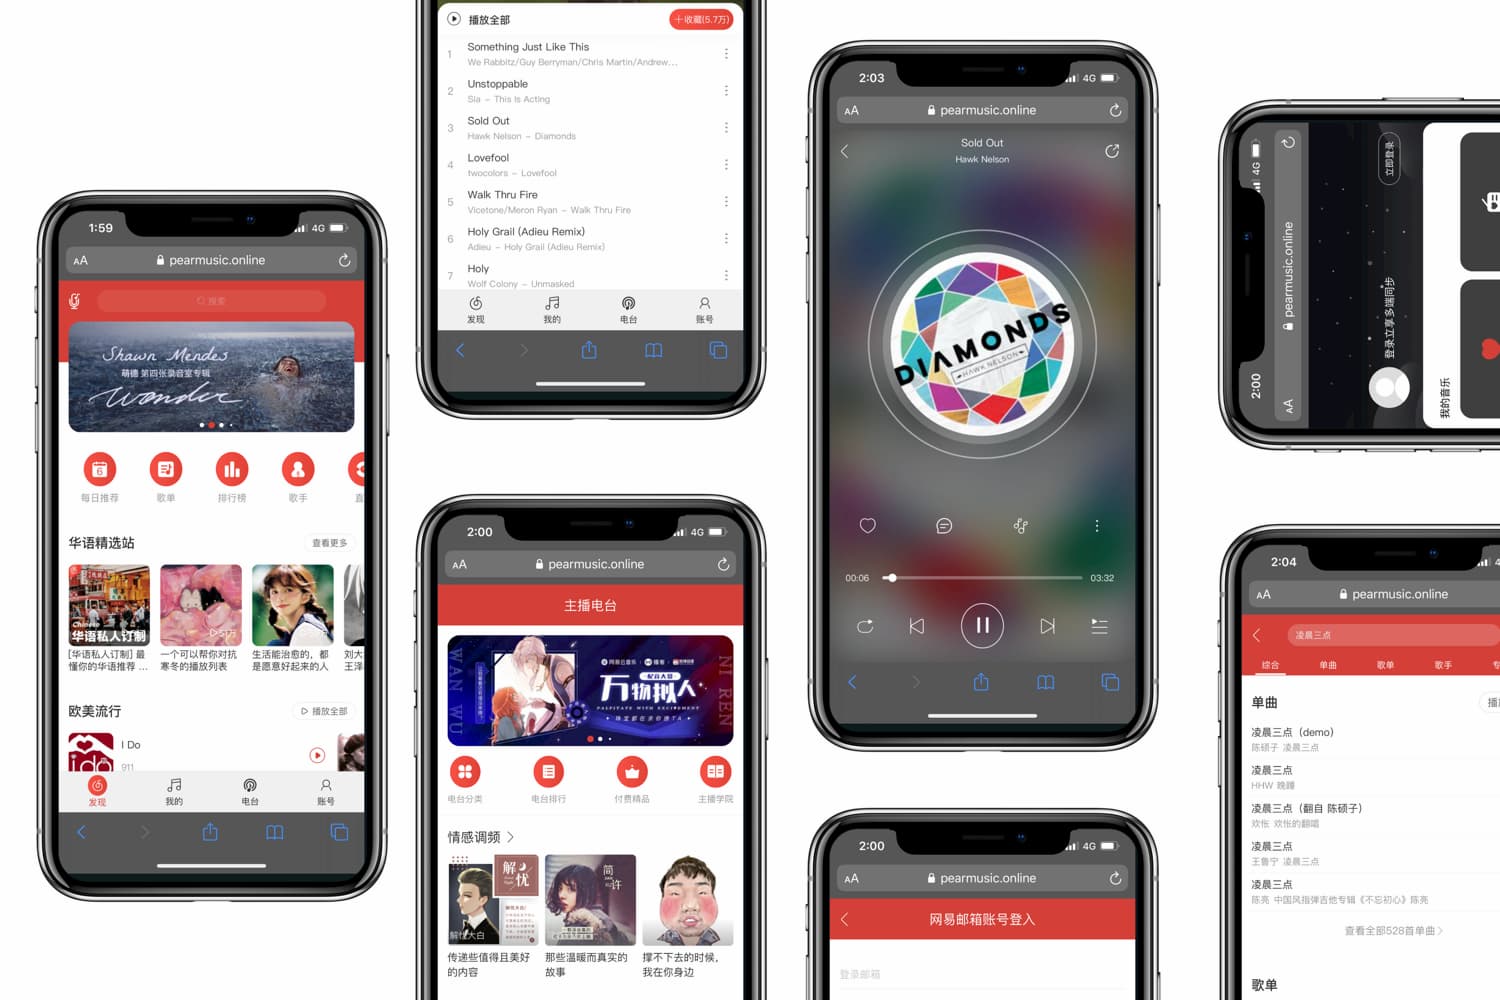 1:59
4G
AA
pearmusic.online
搜索
Shawn Mendes
萌德 第四张录音室专辑
Wonder
6
每日推荐
歌单
排行榜
歌手
华语精选站
查看更多
Chinese
华语私人订制
[华语私人订制] 最
懂你的华语推荐 ...
一个可以帮你对抗
寒冬的播放列表
生活能治愈的，都
是愿意好起来的人
刘大
王泽
欧美流行
播放全部
I do
I Do
911
发现
我的
电台
账号
播放全部
＋收藏(5.7万)
1
Something Just Like This
We Rabbitz/Guy Berryman/Chris Martin/Andrew...
2
Unstoppable
Sia – This Is Acting
3
Sold Out
Hawk Nelson – Diamonds
4
Lovefool
twocolors – Lovefool
5
Walk Thru Fire
Vicetone/Meron Ryan – Walk Thru Fire
6
Holy Grail (Adieu Remix)
Adieu – Holy Grail (Adieu Remix)
7
Holy
Wolf Colony – Unmasked
发现
我的
电台
账号
2:00
4G
AA
pearmusic.online
主播电台
WAN WU
NI REN
网易云音乐
配音大赛
万物拟人
PALPITATE WITH EXCITEMENT
电台分类
电台排行
付费精品
主播学院
情感调频
解忧
解忧大白
简
许
传递些值得且美好
的内容
那些温暖而真实的
故事
撑不下去的时候，
我在你身边
2:03
4G
AA
pearmusic.online
Sold Out
Hawk Nelson
DIAMONDS
HAWK NELSON
00:06
03:32
2:00
4G
AA
pearmusic.online
网易邮箱账号登入
登录邮箱
2:00
4G
AA
pearmusic.online
立即登录
登录立享多端同步
我的音乐
2:04
4
AA
pearmusic.online
凌晨三点
综合
单曲
歌单
歌手
专
单曲
播
凌晨三点（demo）
陈硕子 凌晨三点
凌晨三点
HHW 晚蹱
凌晨三点（翻自 陈硕子）
欢怅 欢怅的翻唱
凌晨三点
王鲁宁 凌晨三点
凌晨三点
陈亮 中国风指弹吉他专辑《不忘初心》陈亮
查看全部528首单曲
歌单